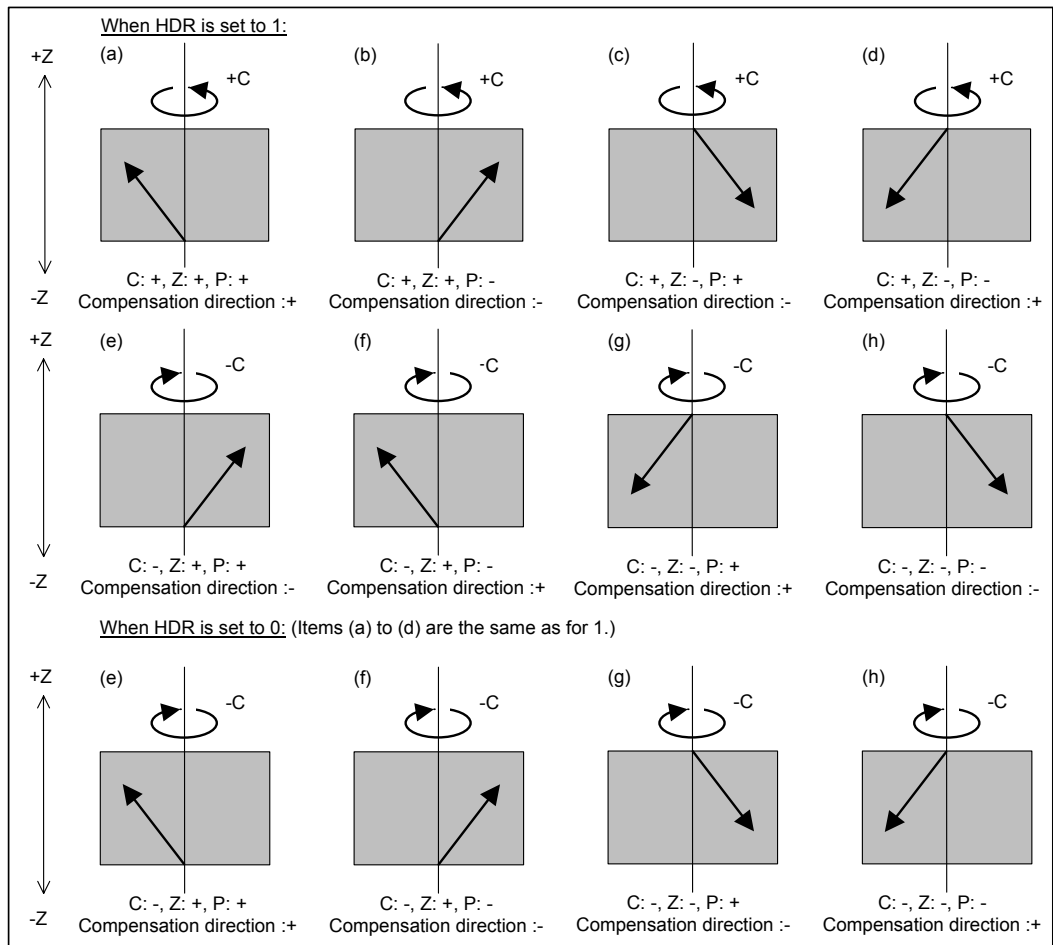 When HDR is set to 1:
+Z (a) (b) (c) (d)
+C +C +C +C
C: +, Z: +, P: + C: +, Z: +, P: - C: +, Z: -, P: + C: +, Z: -, P: -
-Z Compensation direction :+ Compensation direction :- Compensation direction :- Compensation direction :+
+Z (e) (f) (g) (h)
-C -C -C -C
C: -, Z: +, P: + C: -, Z: +, P: - C: -, Z: -, P: + C: -, Z: -, P: -
-Z Compensation direction :- Compensation direction :+ Compensation direction :+ Compensation direction :-
When HDR is set to 0: (Items (a) to (d) are the same as for 1.)
+Z (e) (f) (g) (h)
-C -C -C -C
C: -, Z: +, P: + C: -, Z: +, P: - C: -, Z: -, P: + C: -, Z: -, P: -
-Z Compensation direction :+ Compensation direction :- Compensation direction :- Compensation direction :+